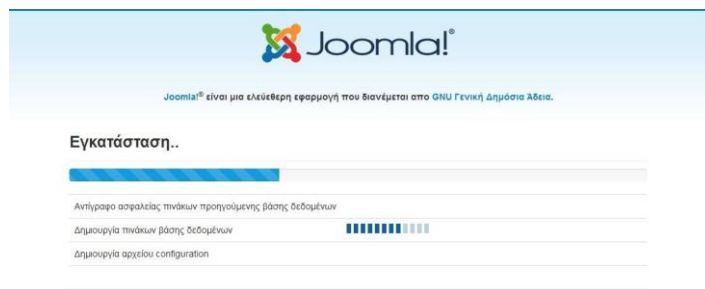 Joomla!®
Joomla!® είναι μια ελεύθερη εφαρμογή που διανέμεται απο GNU Γενική Δημόσια Άδεια.
Εγκατάσταση..
Αντίγραφο ασφαλείας πινάκων προηγούμενης βάσης δεδομένων
Δημιουργία πινάκων βάσης δεδομένων
Δημιουργία αρχείου configuration